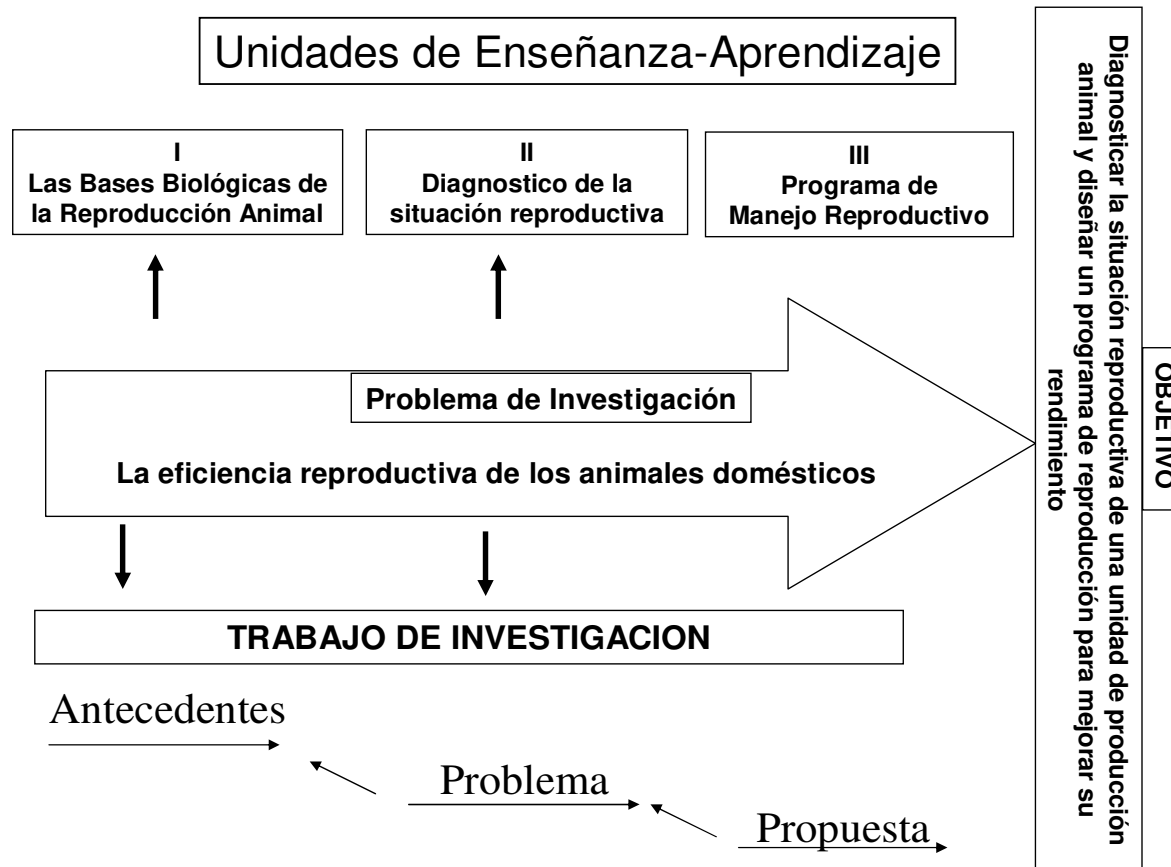 Unidades de Enseñanza-Aprendizaje
I
Las Bases Biológicas de
la Reproducción Animal
II
Diagnostico de la
situación reproductiva
III
Programa de
Manejo Reproductivo
Problema de Investigación
La eficiencia reproductiva de los animales domésticos
TRABAJO DE INVESTIGACION
Antecedentes
Problema
Propuesta
OBJETIVO
Diagnosticar la situación reproductiva de una unidad de producción
animal y diseñar un programa de reproducción para mejorar su
rendimiento